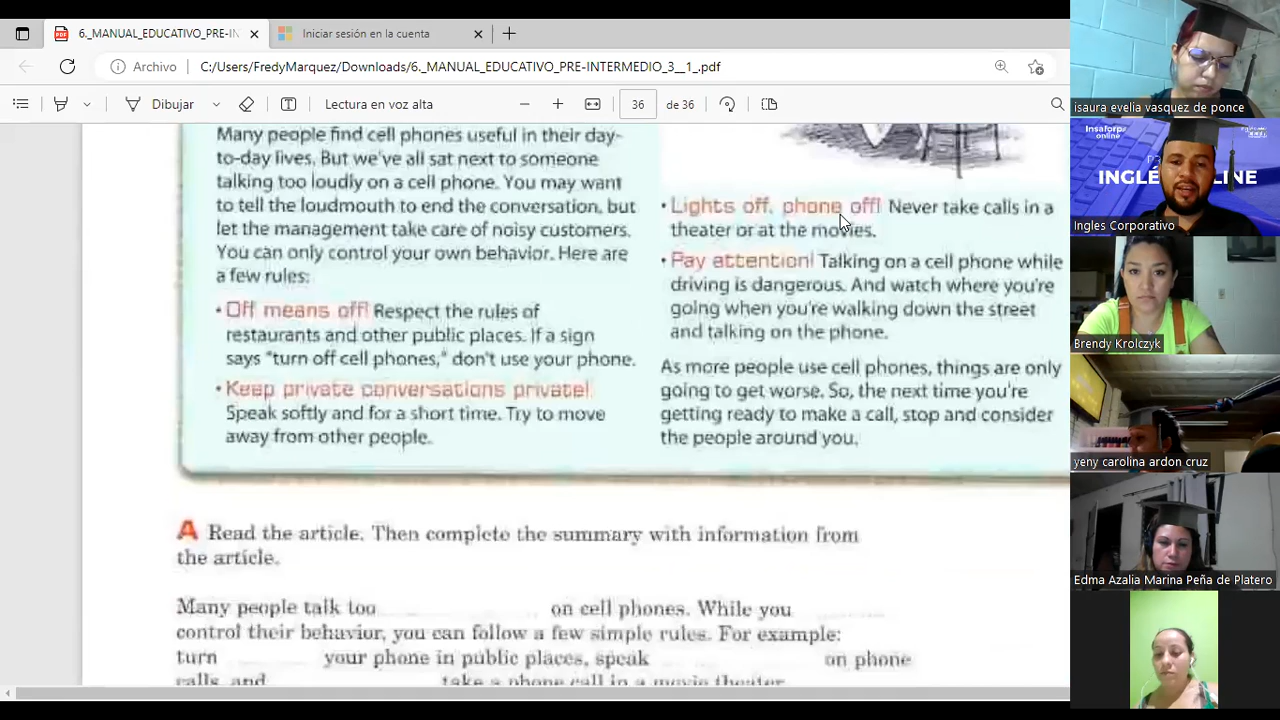 6._MANUAL_EDUCATIVO_PRE-IN
Iniciar sesión en la cuenta
Archivo
C:/Users/FredyMarquez/Downloads/6._MANUAL_EDUCATIVO_PRE-INTERMEDIO_3__1_.pdf
Dibujar
Lectura en voz alta
36
de 36
Many people find cell phones useful in their day-
to-day lives. But we've all sat next to someone
talking too loudly on a cell phone. You may want
to tell the loudmouth to end the conversation, but
let the management take care of noisy customers.
You can only control your own behavior. Here are
a few rules:
• Off means off! Respect the rules of
restaurants and other public places. If a sign
says "turn off cell phones," don't use your phone.
• Keep private conversations private!
Speak softly and for a short time. Try to move
away from other people.
• Lights off, phone off! Never take calls in a
theater or at the movies.
• Pay attention! Talking on a cell phone while
driving is dangerous. And watch where you're
going when you're walking down the street
and talking on the phone.
As more people use cell phones, things are only
going to get worse. So, the next time you're
getting ready to make a call, stop and consider
the people around you.
A Read the article. Then complete the summary with information from
the article.
Many people talk too on cell phones. While you
control their behavior, you can follow a few simple rules. For example:
turn your phone in public places, speak on phone
calls, and take a phone call in a movie theater.
isaura evelia vasquez de ponce
Insaforp
online
INGLÉ LINE
Ingles Corporativo
Brendy Krolczyk
yeny carolina ardon cruz
Edma Azalia Marina Peña de Platero